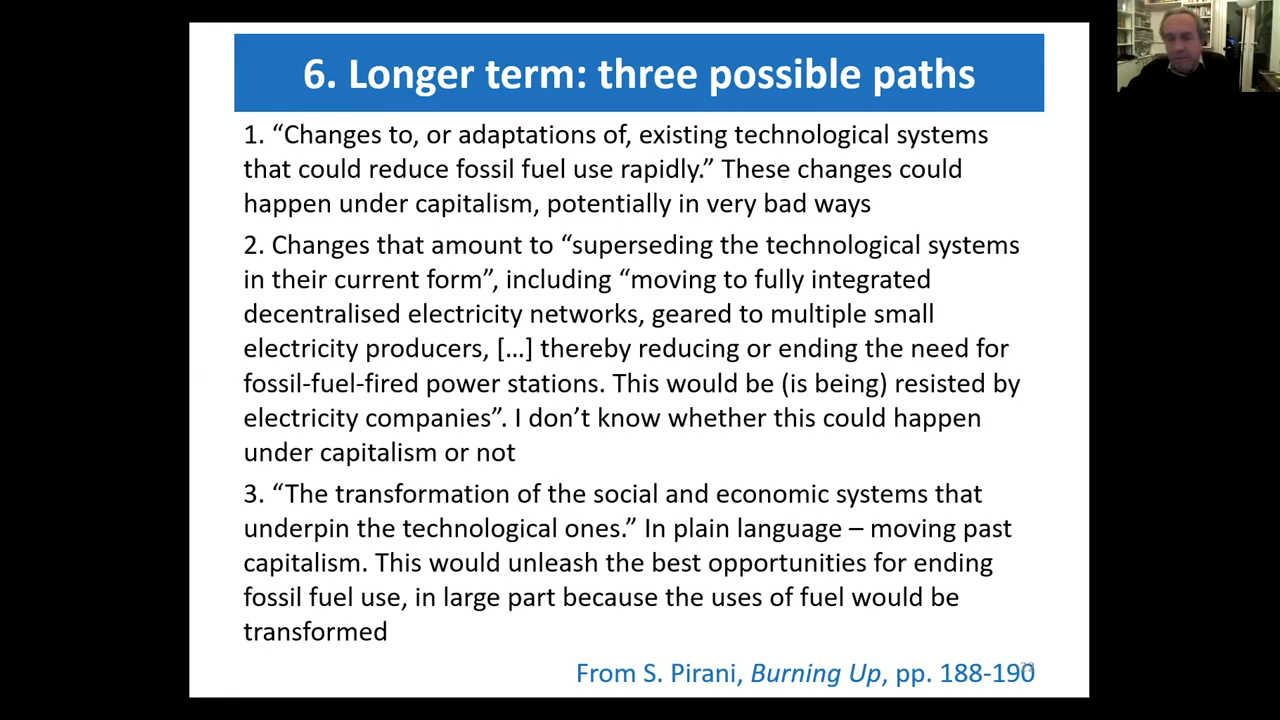 6. Longer term: three possible paths
1. “Changes to, or adaptations of, existing technological systems
that could reduce fossil fuel use rapidly.” These changes could
happen under capitalism, potentially in very bad ways
2. Changes that amount to “superseding the technological systems
in their current form”, including “moving to fully integrated
decentralised electricity networks, geared to multiple small
electricity producers, […] thereby reducing or ending the need for
fossil-fuel-fired power stations. This would be (is being) resisted by
electricity companies”. I don’t know whether this could happen
under capitalism or not
3. “The transformation of the social and economic systems that
underpin the technological ones.” In plain language – moving past
capitalism. This would unleash the best opportunities for ending
fossil fuel use, in large part because the uses of fuel would be
transformed
From S. Pirani, Burning Up, pp. 188-190